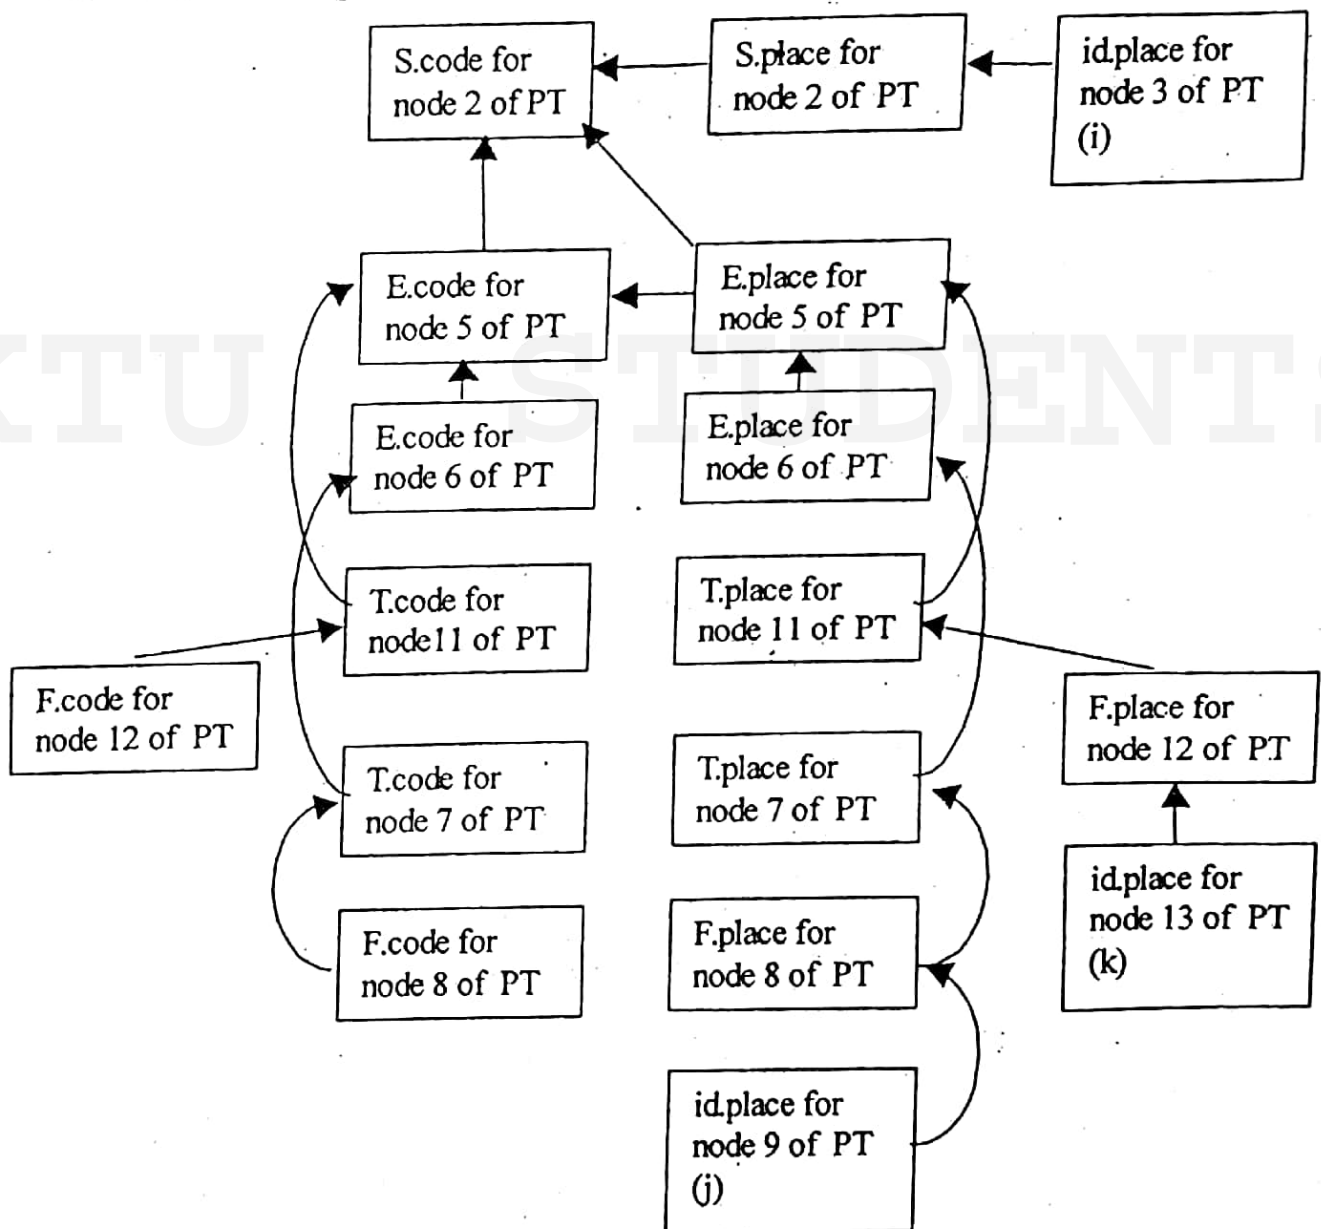 S.code for
node 2 of PT
S.place for
node 2 of PT
id.place for
node 3 of PT
(i)
E.code for
node 5 of PT
E.place for
node 5 of PT
KTU STUDENTS
E.code for
node 6 of PT
E.place for
node 6 of PT
T.code for
node11 of PT
T.place for
node 11 of PT
F.code for
node 12 of PT
F.place for
node 12 of PT
T.code for
node 7 of PT
T.place for
node 7 of PT
id.place for
node 13 of PT
(k)
F.code for
node 8 of PT
F.place for
node 8 of PT
id.place for
node 9 of PT
(j)